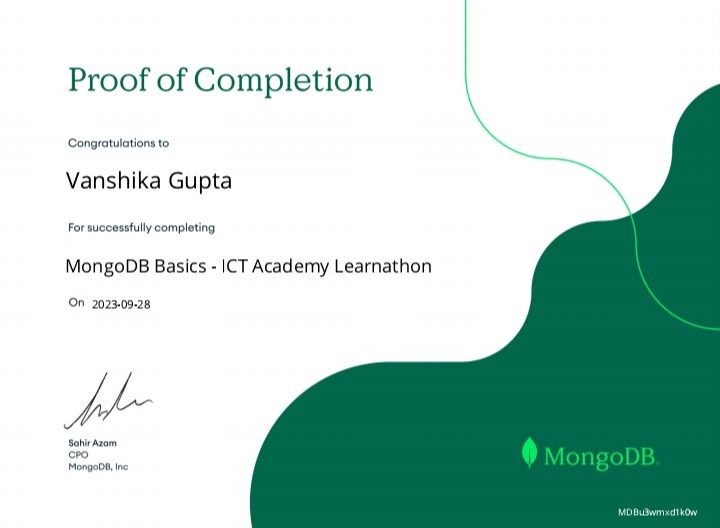 Proof of Completion
Congratulations to
Vanshika Gupta
For successfully completing
MongoDB Basics - ICT Academy Learnathon
On 2023-09-28
Sahir Azam
CPO
MongoDB, Inc
MongoDB.
MDBu3wmxd1k0w